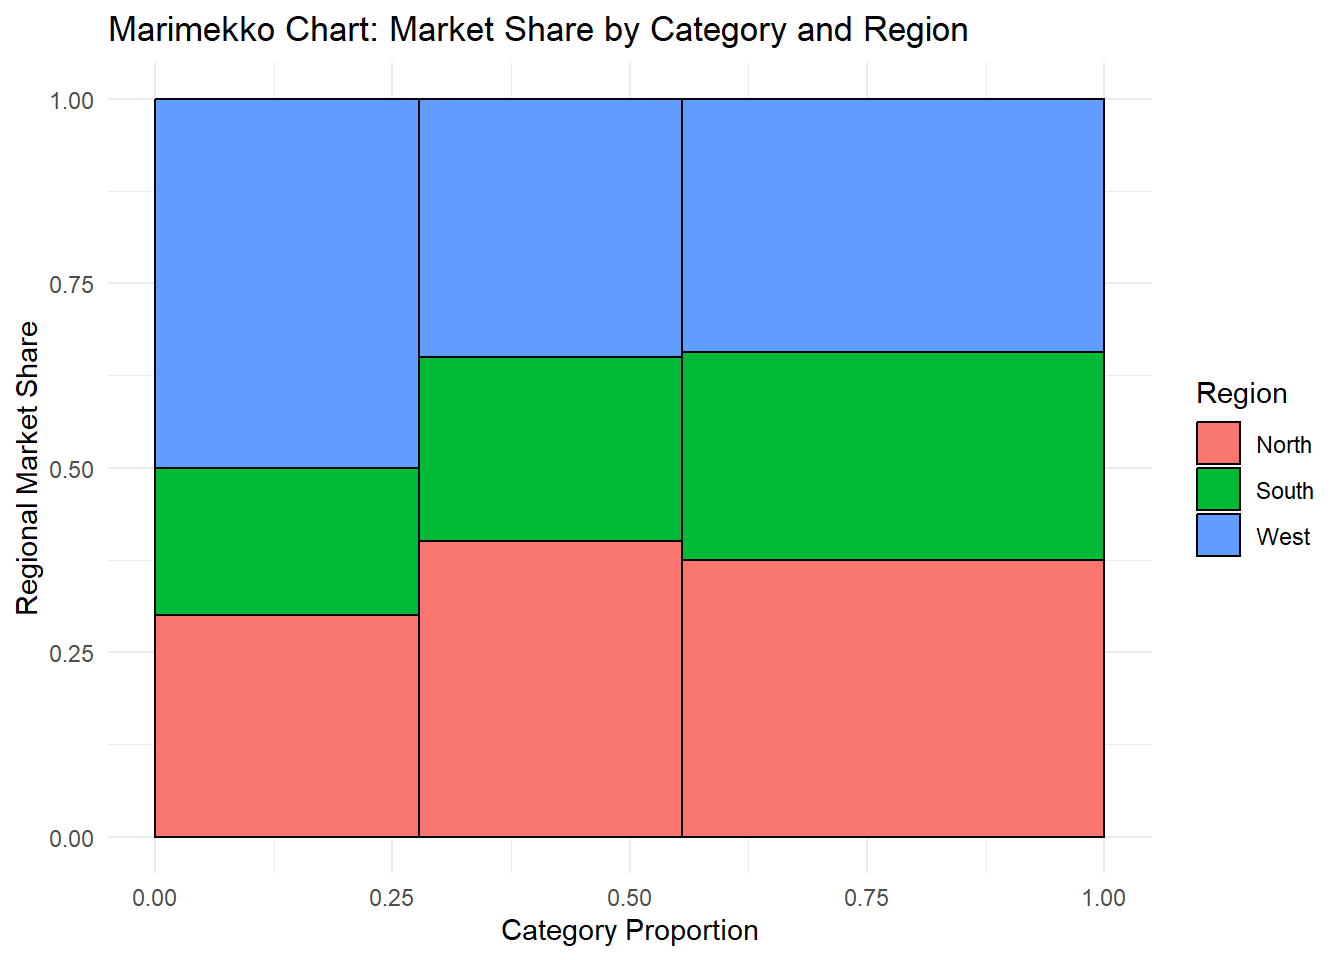 Marimekko Chart: Market Share by Category and Region
1.00
0.75
0.50
0.25
0.00
Regional Market Share
0.00 0.25 0.50 0.75 1.00
Category Proportion
Region
North
South
West